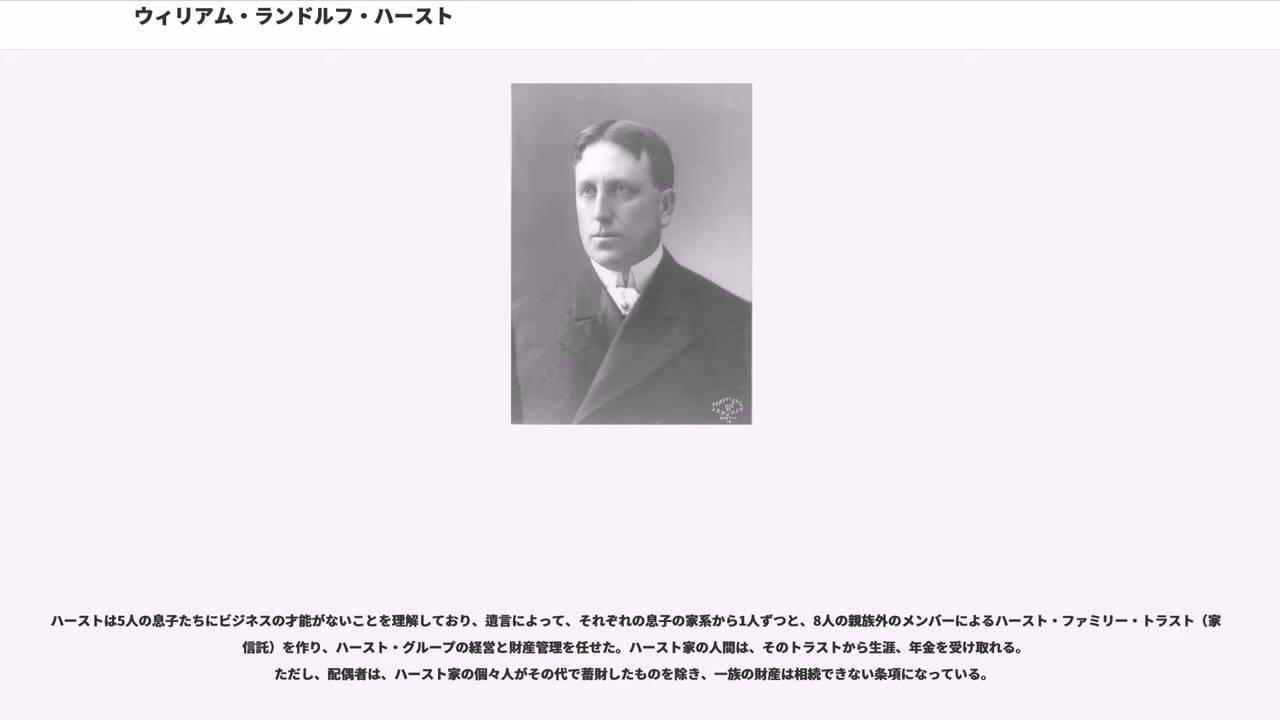 ウィリアム・ランドルフ・ハースト
ハーストは5人の息子たちにビジネスの才能がないことを理解しており、遺言によって、それぞれの息子の家系から1人ずつと、8人の親族外のメンバーによるハースト・ファミリー・トラスト（家
信託）を作り、ハースト・グループの経営と財産管理を任せた。ハースト家の人間は、そのトラストから生涯、年金を受け取れる。
ただし、配偶者は、ハースト家の個々人がその代で蓄財したものを除き、一族の財産は相続できない条項になっている。